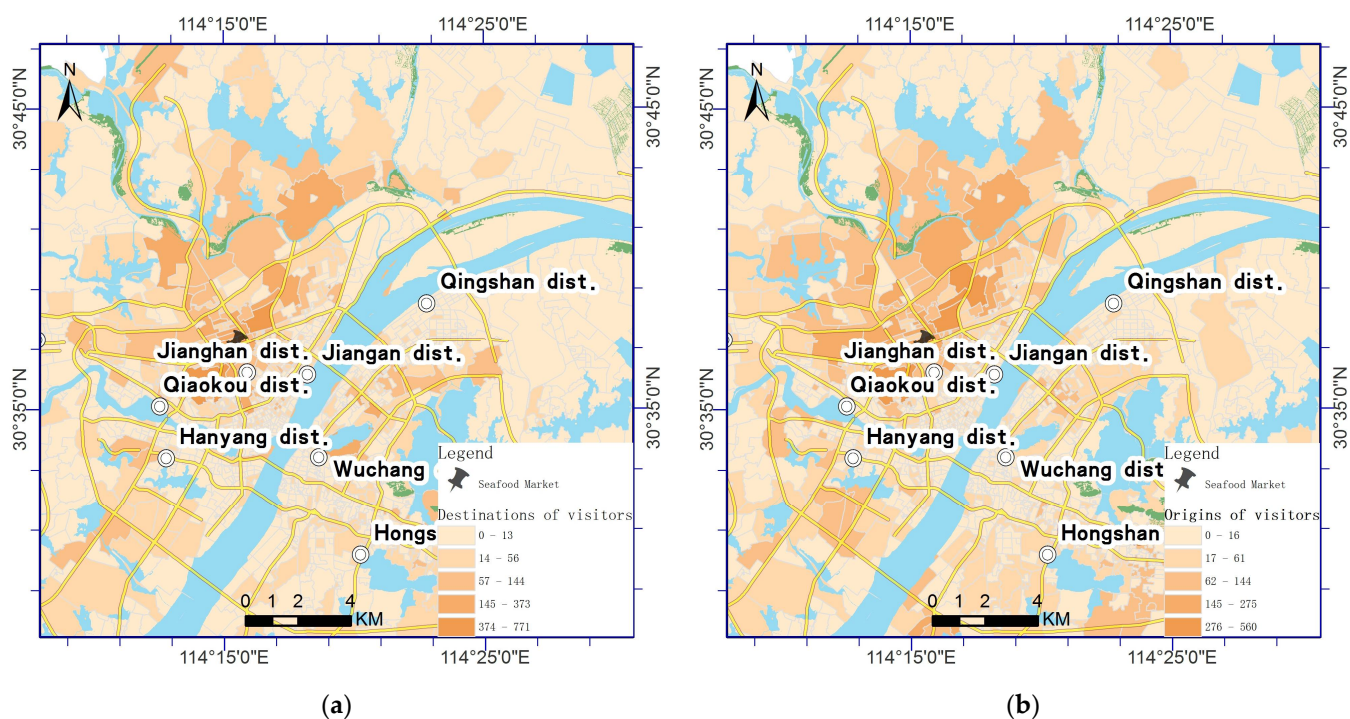 114°15'0"E
114°25'0"E
N
30°45'0"N
30°45'0"N
Qingshan dist.
Jianghan dist.
Jiangan dist.
Qiaokou dist.
30°35'0"N
30°35'0"N
Hanyang dist.
Wuchang
Hongs
Legend
Seafood Market
Destinations of visitors
0 - 13
14 - 56
57 - 144
145 - 373
374 - 771
0 1 2 4
KM
114°15'0"E
114°25'0"E
(a)
114°15'0"E
114°25'0"E
N
30°45'0"N
30°45'0"N
Qingshan dist.
Jianghan dist.
Jiangan dist.
Qiaokou dist.
30°35'0"N
30°35'0"N
Hanyang dist.
Wuchang dist
Hongshan
Legend
Seafood Market
Origins of visitors
0 - 16
17 - 61
62 - 144
145 - 275
276 - 560
0 1 2 4
KM
114°15'0"E
114°25'0"E
(b)